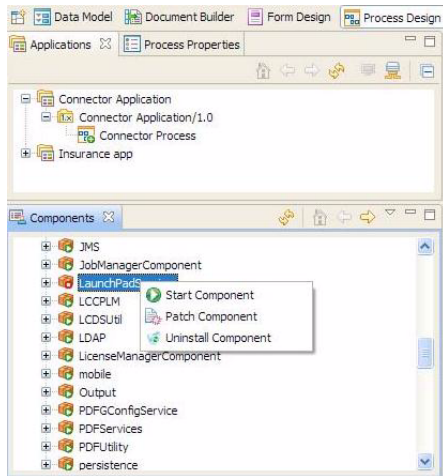 Data Model Document Builder Form Design Process Design
Applications Process Properties
Connector Application
Connector Application/1.0
Connector Process
Insurance app
Components
JMS
JobManagerComponent
Start Component
LCCPLM
Patch Component
LCDSUtil
LDAP
Uninstall Component
LicenseManagerComponent
mobile
Output
PDFGConfigService
PDFServices
PDFUtility
persistence